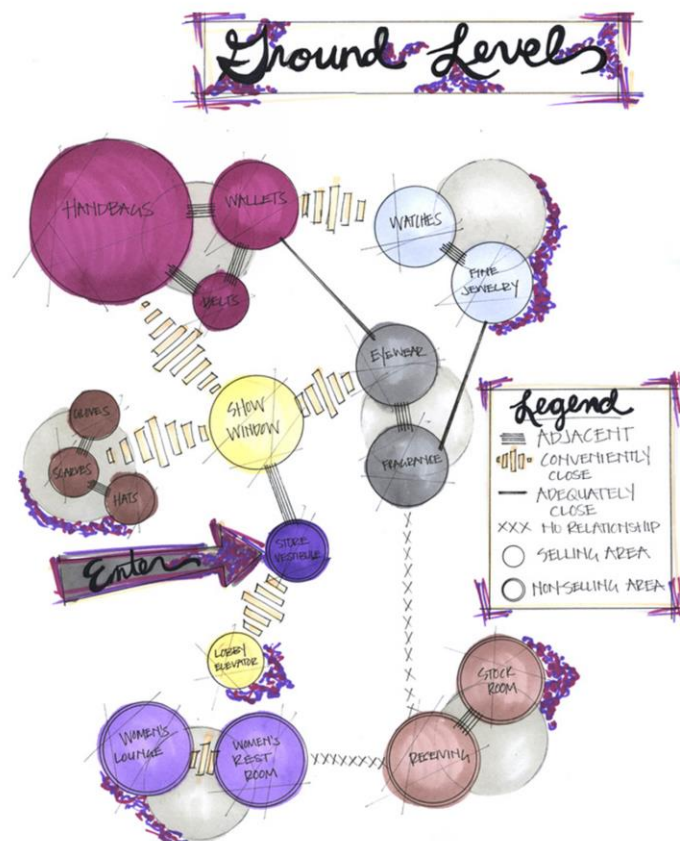 Ground Level
HANDBAGS
WALLETS
BELTS
WATCHES
FINE
JEWELRY
EYEWEAR
FRAGRANCE
SHOW
WINDOW
GLOVES
SCARVES
HATS
STORE
VESTIBULE
Enter
LOBBY
ELEVATOR
WOMEN'S
LOUNGE
WOMEN'S
REST
ROOM
RECEIVING
STOCK
ROOM
Legend
ADJACENT
CONVENIENTLY
CLOSE
ADEQUATELY
CLOSE
XXX NO RELATIONSHIP
SELLING AREA
NON-SELLING AREA